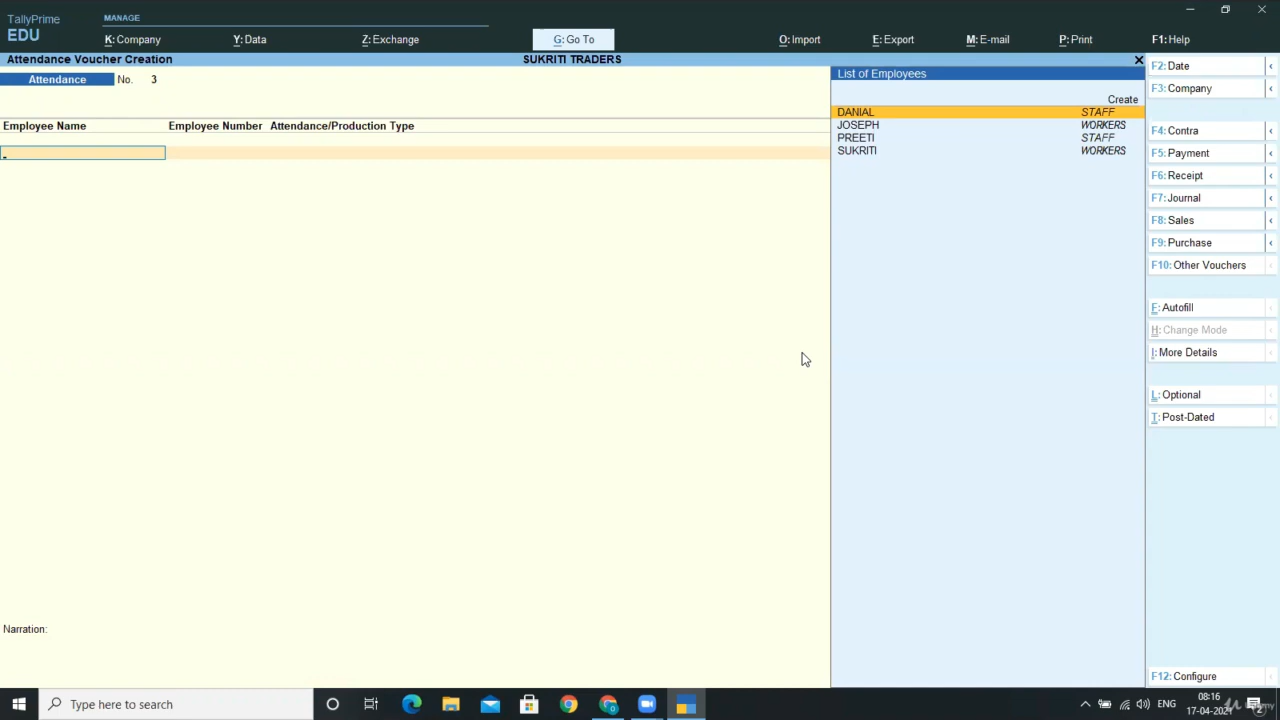 TallyPrime
EDU
MANAGE
K: Company
Y: Data
Z: Exchange
G: Go To
O: Import
E: Export
M: E-mail
P: Print
F1: Help
Attendance Voucher Creation
SUKRITI TRADERS
Attendance No. 3
Employee Name Employee Number Attendance/Production Type
Narration:
List of Employees
Create
DANIAL STAFF
JOSEPH WORKERS
PREETI STAFF
SUKRITI WORKERS
F2: Date
F3: Company
F4: Contra
F5: Payment
F6: Receipt
F7: Journal
F8: Sales
F9: Purchase
F10: Other Vouchers
F: Autofill
H: Change Mode
I: More Details
L: Optional
T: Post-Dated
F12: Configure
Type here to search
ENG
08:16
17-04-2021
2